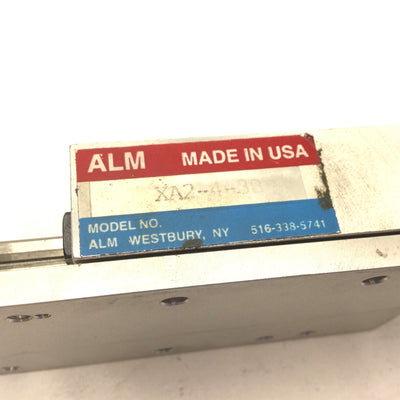 ALM MADE IN USA
XA2-4-30
MODEL NO.
ALM WESTBURY, NY 516-338-5741